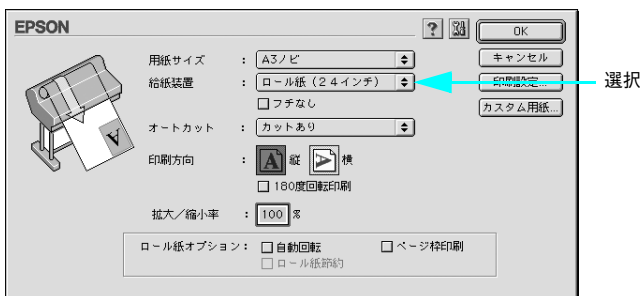 EPSON
? OK
用紙サイズ : A3ノビ キャンセル
給紙装置 : ロール紙（24インチ） 印刷設定... 選択
フチなし カスタム用紙...
オートカット : カットあり
印刷方向 : A 縦 A 横
180度回転印刷
拡大／縮小率 : 100 %
ロール紙オプション : 自動回転 ページ枠印刷
ロール紙節約
A